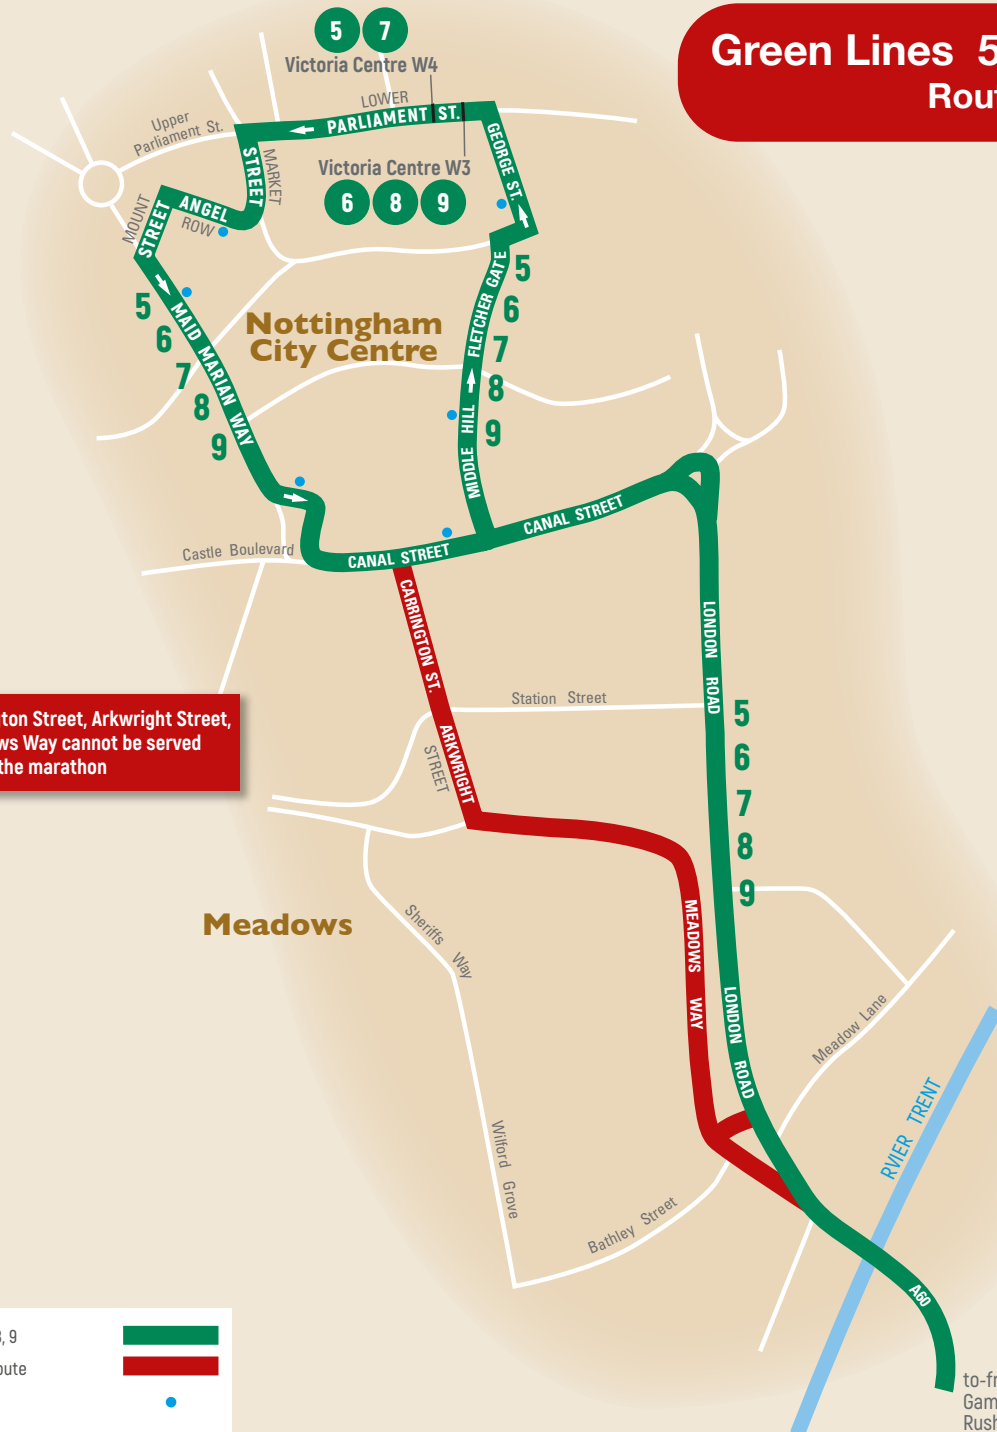 5 7
Victoria Centre W4
Green Lines 5
LOWER
PARLIAMENT ST.
Upper
Parliament St.
Victoria Centre W3
6 8 9
GEORGE ST.
MARKET
STREET
ANGEL
ROW
MOUNT
STREET
5
6
7
8
9
MAID MARIAN WAY
Nottingham
City Centre
FLETCHER GATE
5
6
7
8
9
MIDDLE HILL
CANAL STREET
Castle Boulevard
CANAL STREET
CARRINGTON ST.
LONDON ROAD
Station Street
5
6
7
8
9
ton Street, Arkwright Street,
ws Way cannot be served
the marathon
ARKWRIGHT
STREET
Meadows
Sheriffs Way
MEADOWS WAY
LONDON ROAD
Meadow Lane
RVIER TRENT
Wilford Grove
Bathley Street
A60
, 9
to-fr